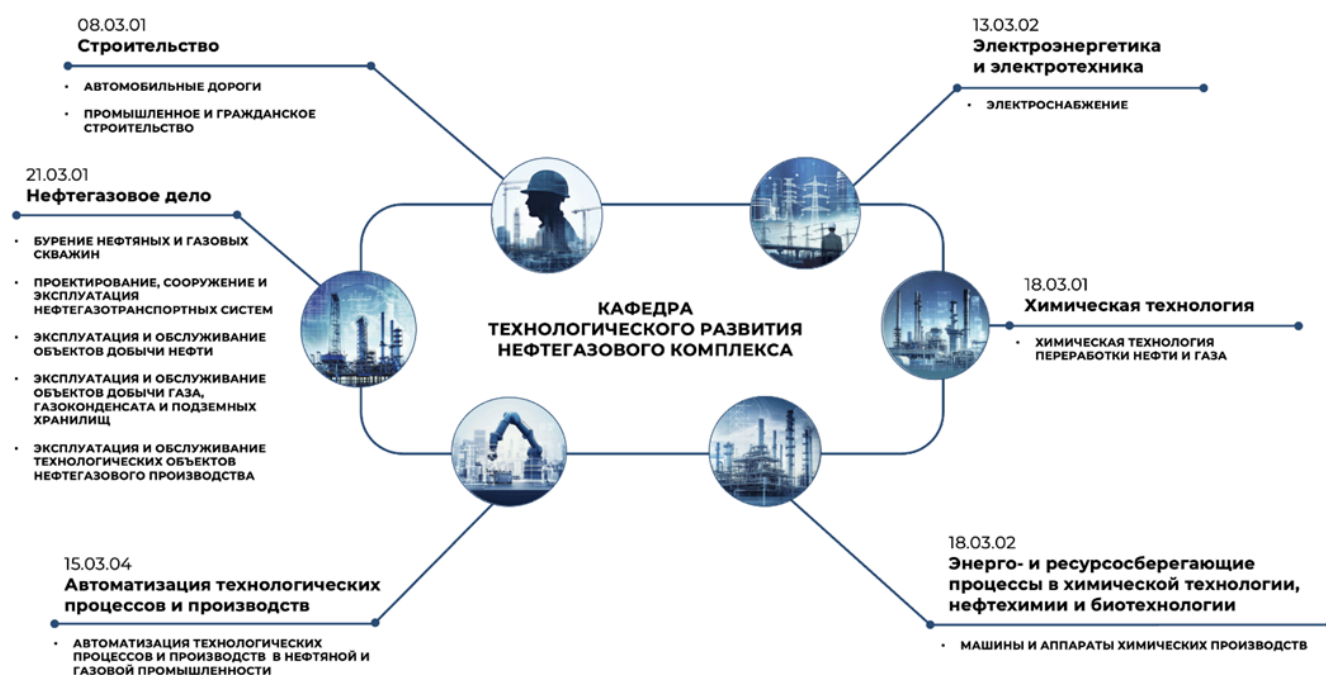 08.03.01
Строительство
• АВТОМОБИЛЬНЫЕ ДОРОГИ
• ПРОМЫШЛЕННОЕ И ГРАЖДАНСКОЕ
СТРОИТЕЛЬСТВО
13.03.02
Электроэнергетика
и электротехника
• ЭЛЕКТРОСНАБЖЕНИЕ
21.03.01
Нефтегазовое дело
• БУРЕНИЕ НЕФТЯНЫХ И ГАЗОВЫХ
СКВАЖИН
• ПРОЕКТИРОВАНИЕ, СООРУЖЕНИЕ И
ЭКСПЛУАТАЦИЯ
НЕФТЕГАЗОТРАНСПОРТНЫХ СИСТЕМ
• ЭКСПЛУАТАЦИЯ И ОБСЛУЖИВАНИЕ
ОБЪЕКТОВ ДОБЫЧИ НЕФТИ
• ЭКСПЛУАТАЦИЯ И ОБСЛУЖИВАНИЕ
ОБЪЕКТОВ ДОБЫЧИ ГАЗА,
ГАЗОКОНДЕНСАТА И ПОДЗЕМНЫХ
ХРАНИЛИЩ
• ЭКСПЛУАТАЦИЯ И ОБСЛУЖИВАНИЕ
ТЕХНОЛОГИЧЕСКИХ ОБЪЕКТОВ
НЕФТЕГАЗОВОГО ПРОИЗВОДСТВА
КАФЕДРА
ТЕХНОЛОГИЧЕСКОГО РАЗВИТИЯ
НЕФТЕГАЗОВОГО КОМПЛЕКСА
18.03.01
Химическая технология
• ХИМИЧЕСКАЯ ТЕХНОЛОГИЯ
ПЕРЕРАБОТКИ НЕФТИ И ГАЗА
15.03.04
Автоматизация технологических
процессов и производств
• АВТОМАТИЗАЦИЯ ТЕХНОЛОГИЧЕСКИХ
ПРОЦЕССОВ И ПРОИЗВОДСТВ В НЕФТЯНОЙ И
ГАЗОВОЙ ПРОМЫШЛЕННОСТИ
18.03.02
Энерго- и ресурсосберегающие
процессы в химической технологии,
нефтехимии и биотехнологии
• МАШИНЫ И АППАРАТЫ ХИМИЧЕСКИХ ПРОИЗВОДСТВ